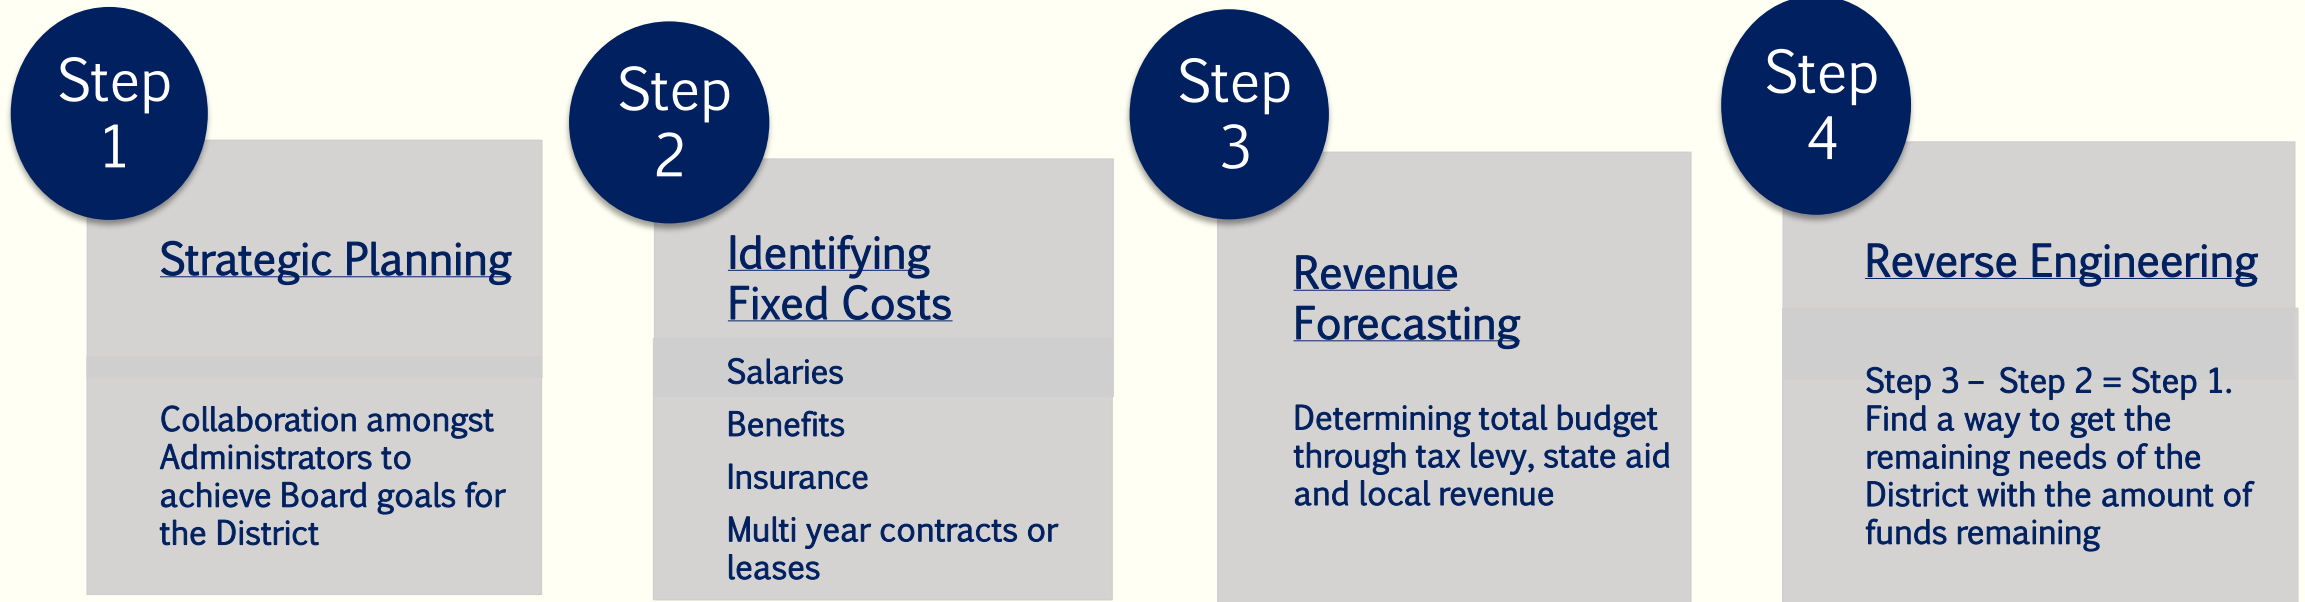 Step
1
Strategic Planning
Collaboration amongst
Administrators to
achieve Board goals for
the District
Step
2
Identifying
Fixed Costs
Salaries
Benefits
Insurance
Multi year contracts or
leases
Step
3
Revenue
Forecasting
Determining total budget
through tax levy, state aid
and local revenue
Step
4
Reverse Engineering
Step 3 – Step 2 = Step 1.
Find a way to get the
remaining needs of the
District with the amount of
funds remaining